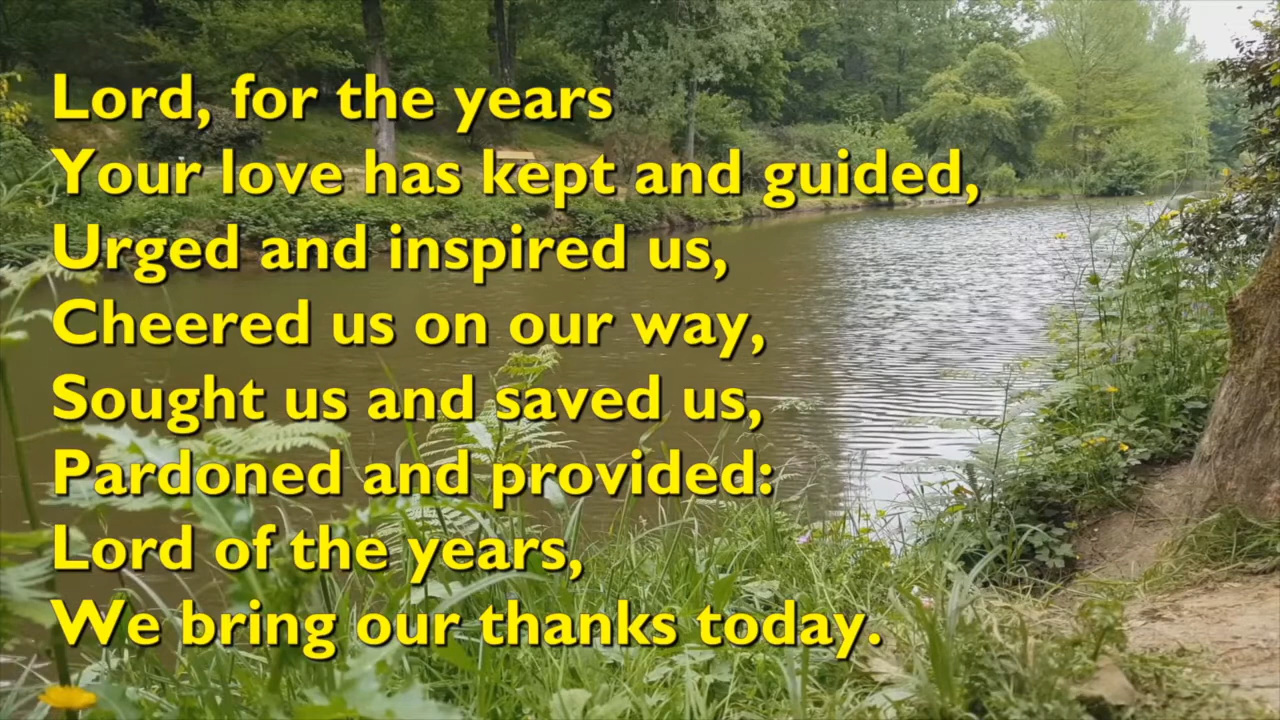 Lord, for the years
Your love has kept and guided,
Urged and inspired us,
Cheered us on our way,
Sought us and saved us,
Pardoned and provided:
Lord of the years,
We bring our thanks today.